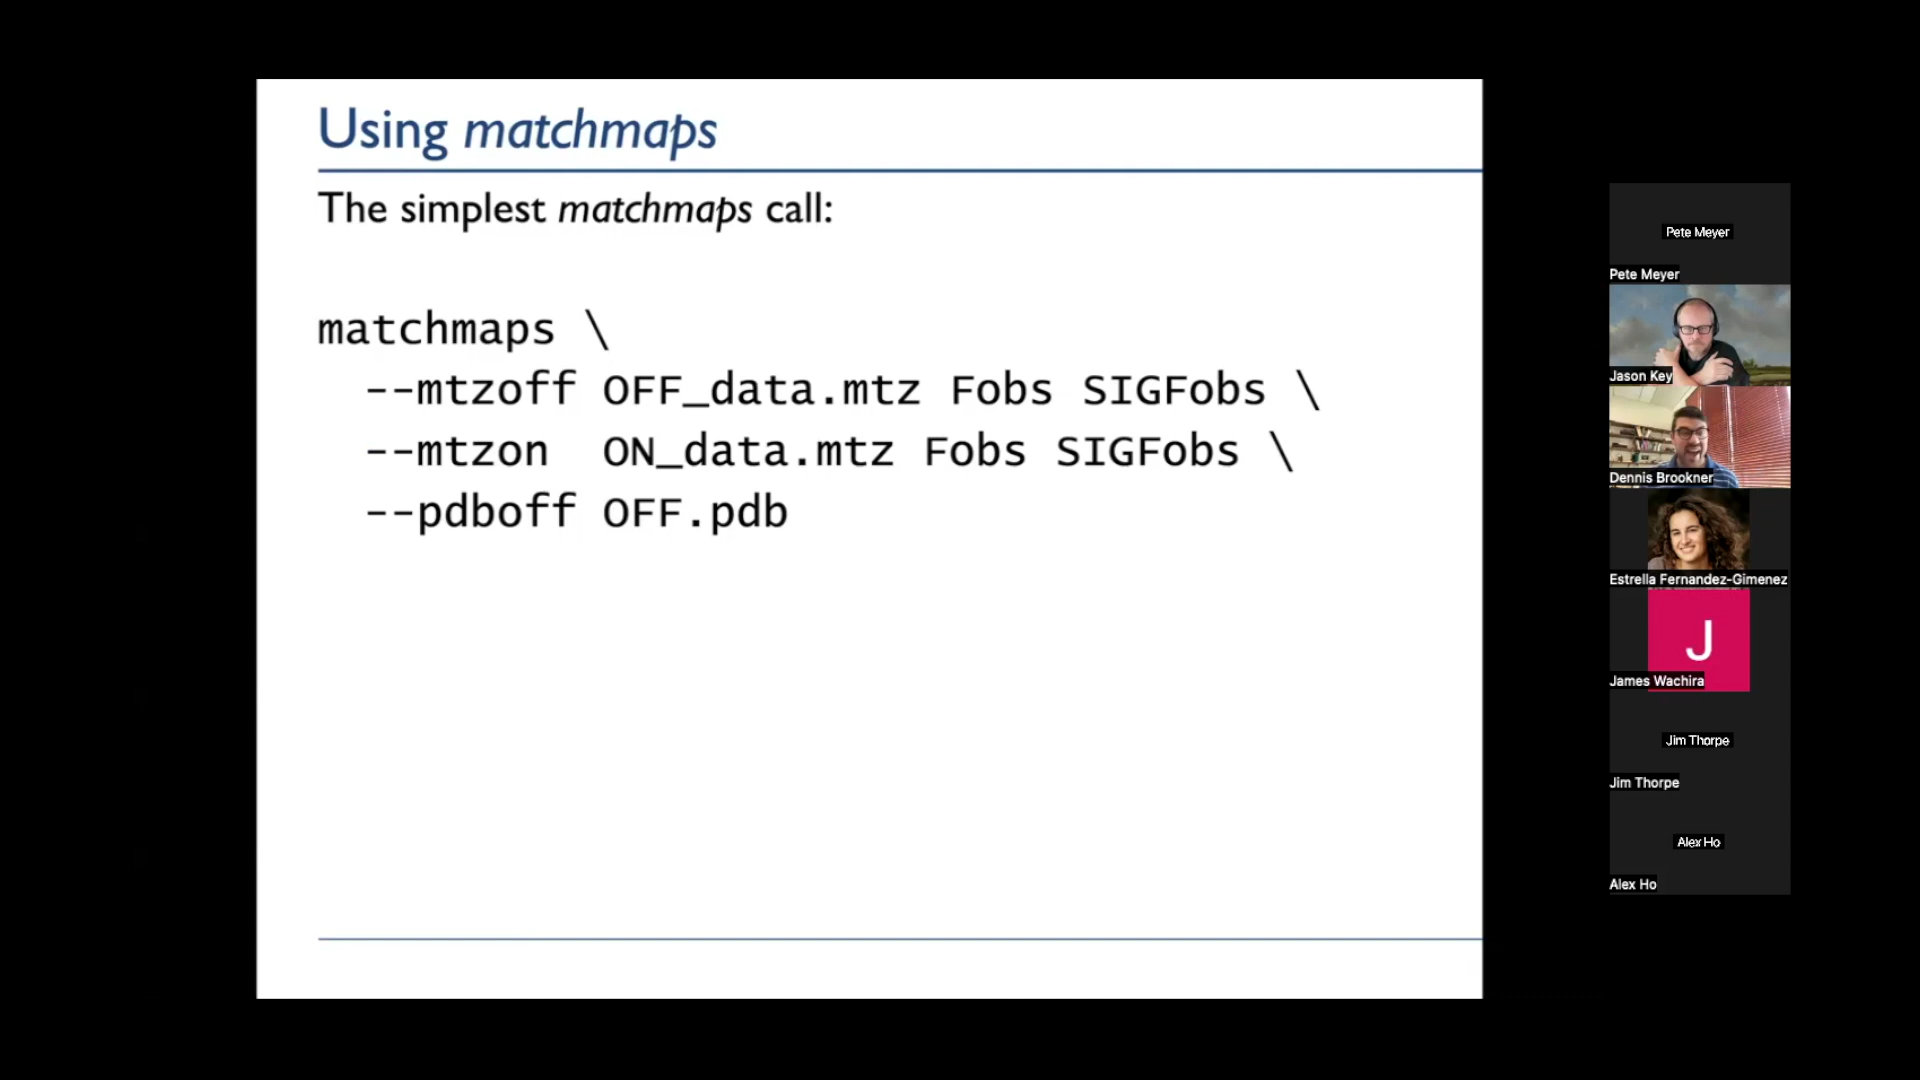 Using matchmaps
The simplest matchmaps call:
matchmaps \
--mtzoff OFF_data.mtz Fobs SIGFobs \
--mtzon ON_data.mtz Fobs SIGFobs \
--pdboff OFF.pdb
Pete Meyer
Pete Meyer
Jason Key
Dennis Brookner
Estrella Fernandez-Gimenez
J
James Wachira
Jim Thorpe
Jim Thorpe
Alex Ho
Alex Ho